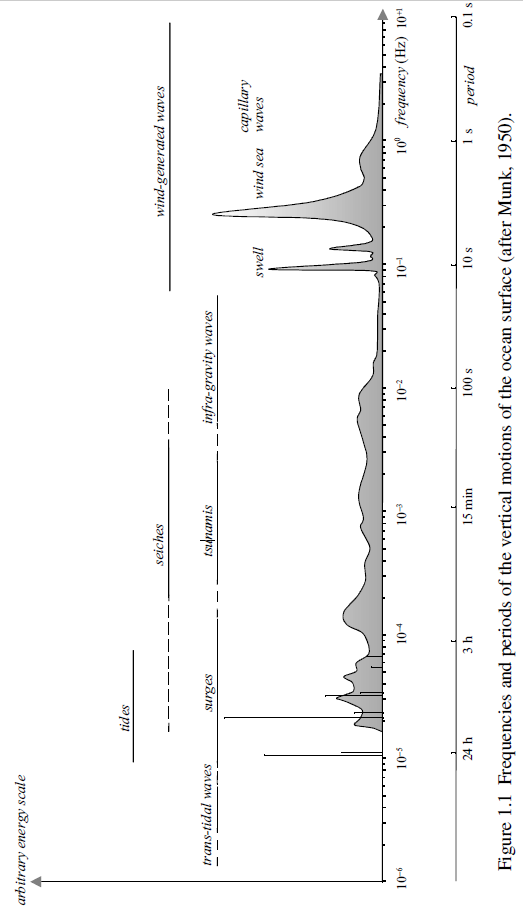 arbitrary energy scale
tides
seiches
wind-generated waves
trans-tidal waves
surges
tsunamis
infra-gravity waves
swell
wind sea
capillary
waves
10⁻⁶
10⁻⁵
10⁻⁴
10⁻³
10⁻²
10⁻¹
10⁰
frequency (Hz)
10⁺¹
24 h
3 h
15 min
100 s
10 s
1 s
period
0.1 s
Figure 1.1 Frequencies and periods of the vertical motions of the ocean surface (after Munk, 1950).